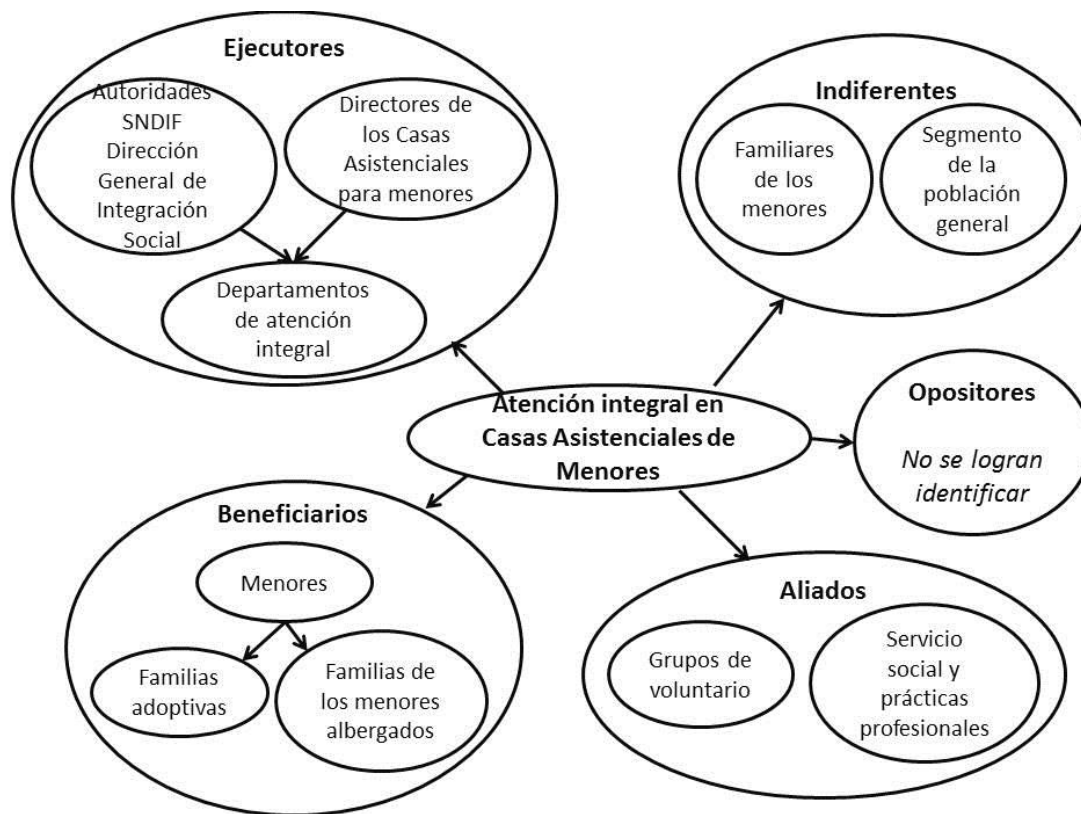 Ejecutores
Autoridades
SNDIF
Dirección
General de
Integración
Social
Directores de
los Casas
Asistenciales
para menores
Departamentos
de atención
integral
Indiferentes
Familiares
de los
menores
Segmento
de la
población
general
Atención integral en
Casas Asistenciales de
Menores
Opositores
No se logran
identificar
Beneficiarios
Menores
Familias
adoptivas
Familias de
los menores
albergados
Aliados
Grupos de
voluntario
Servicio
social y
prácticas
profesionales